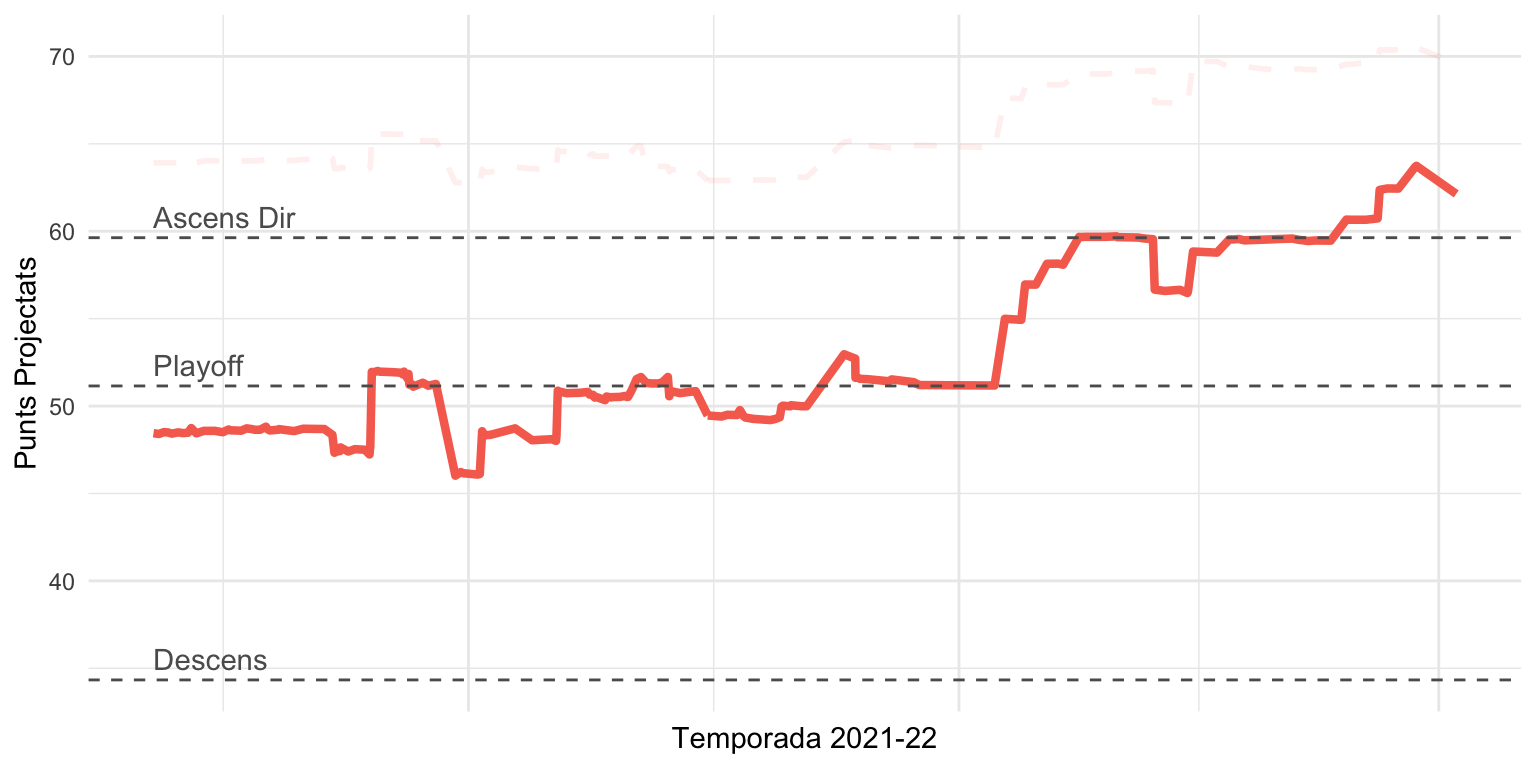 70
60
50
40
Punts Projectats
Ascens Dir
Playoff
Descens
Temporada 2021-22